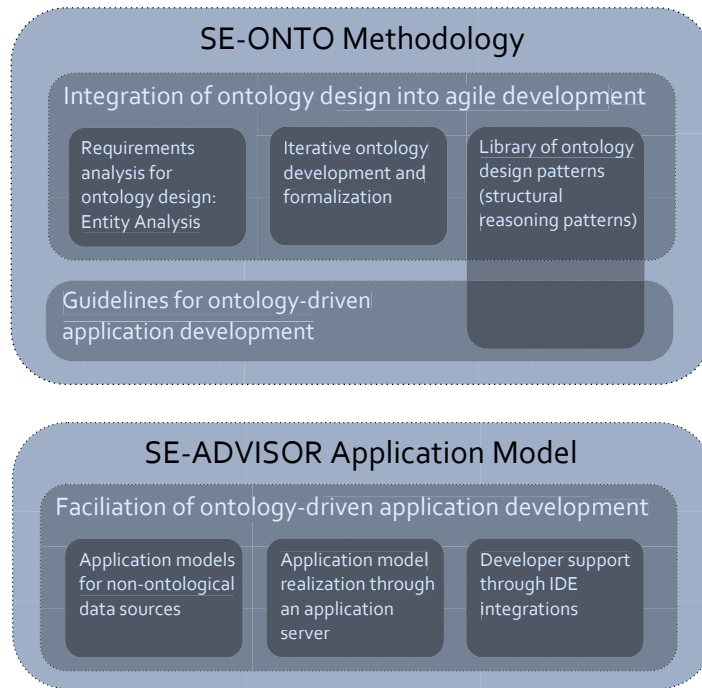 SE-ONTO Methodology
Integration of ontology design into agile development
Requirements
analysis for
ontology design:
Entity Analysis
Iterative ontology
development and
formalization
Library of ontology
design patterns
(structural
reasoning patterns)
Guidelines for ontology-driven
application development
SE-ADVISOR Application Model
Faciliation of ontology-driven application development
Application models
for non-ontological
data sources
Application model
realization through
an application
server
Developer support
through IDE
integrations